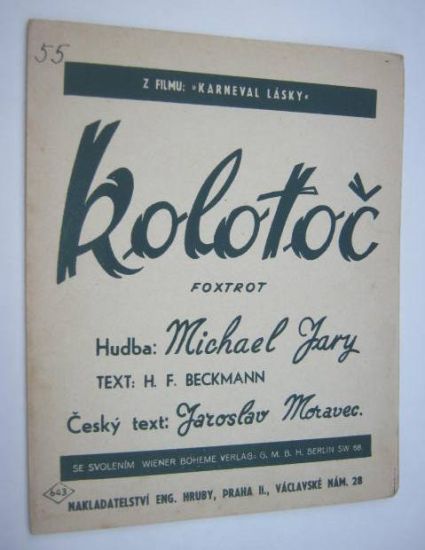 55
Z FILMU: »KARNEVAL LÁSKY«
Kolotoč
FOXTROT
Hudba: Michael Jary
TEXT: H. F. BECKMANN
Český text: Jaroslav Moravec.
SE SVOLENÍM WIENER BOHEME VERLAG: G. M. B. H. BERLIN SW 68.
643
NAKLADATELSTVÍ ENG. HRUBY, PRAHA II., VÁCLAVSKÉ NÁM. 28